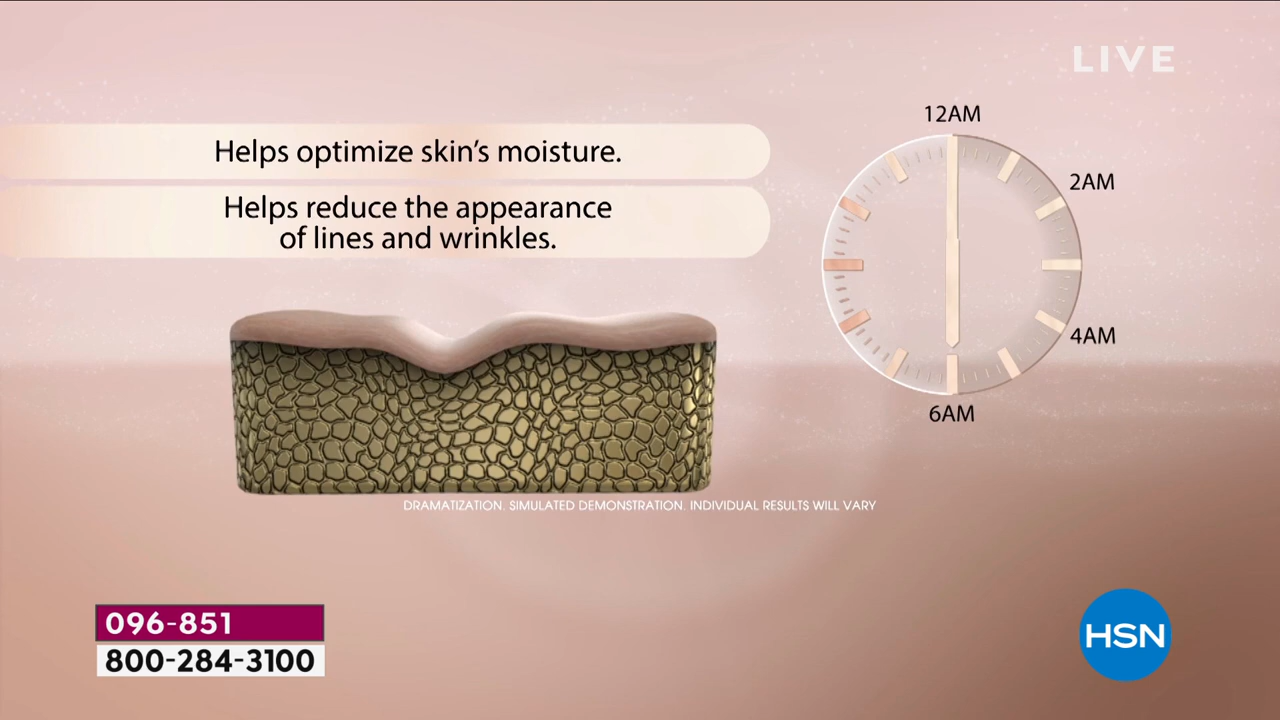 LIVE
12AM
Helps optimize skin’s moisture.
2AM
Helps reduce the appearance
of lines and wrinkles.
4AM
6AM
DRAMATIZATION. SIMULATED DEMONSTRATION. INDIVIDUAL RESULTS WILL VARY
096-851
800-284-3100
HSN